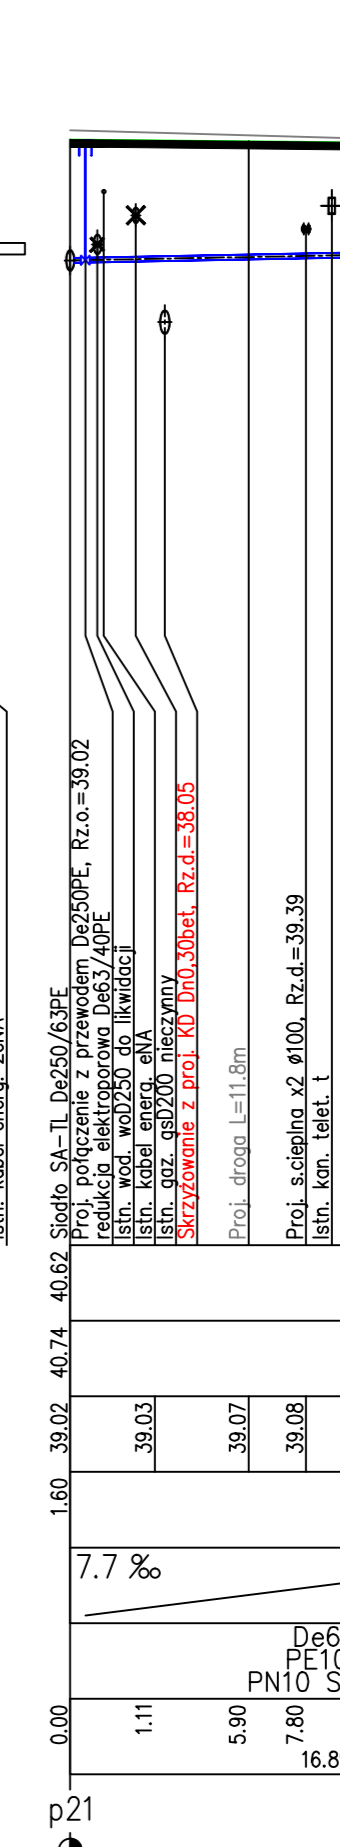 Siodło SA-TL De250/63PE
Proj. połączenie z przewodem De250PE, Rz.o.=39.02
redukcja elektroporowa De63/40PE
Istn. wod. woD250 do likwidacji
Istn. kabel energ. eNA
Istn. gaz. gsD200 nieczynny
Skrzyżowanie z proj. KD Dn0,30bet, Rz.d.=38.05
Proj. droga L=11.8m
Proj. s.cieplna x2 ø100, Rz.d.=39.39
Istn. kan. telet. t
40.62
40.74
39.02
39.03
39.07
39.08
1.60
7.7 ‰
De6
PE10
PN10 S
0.00
1.11
5.90
7.80
16.8
p21